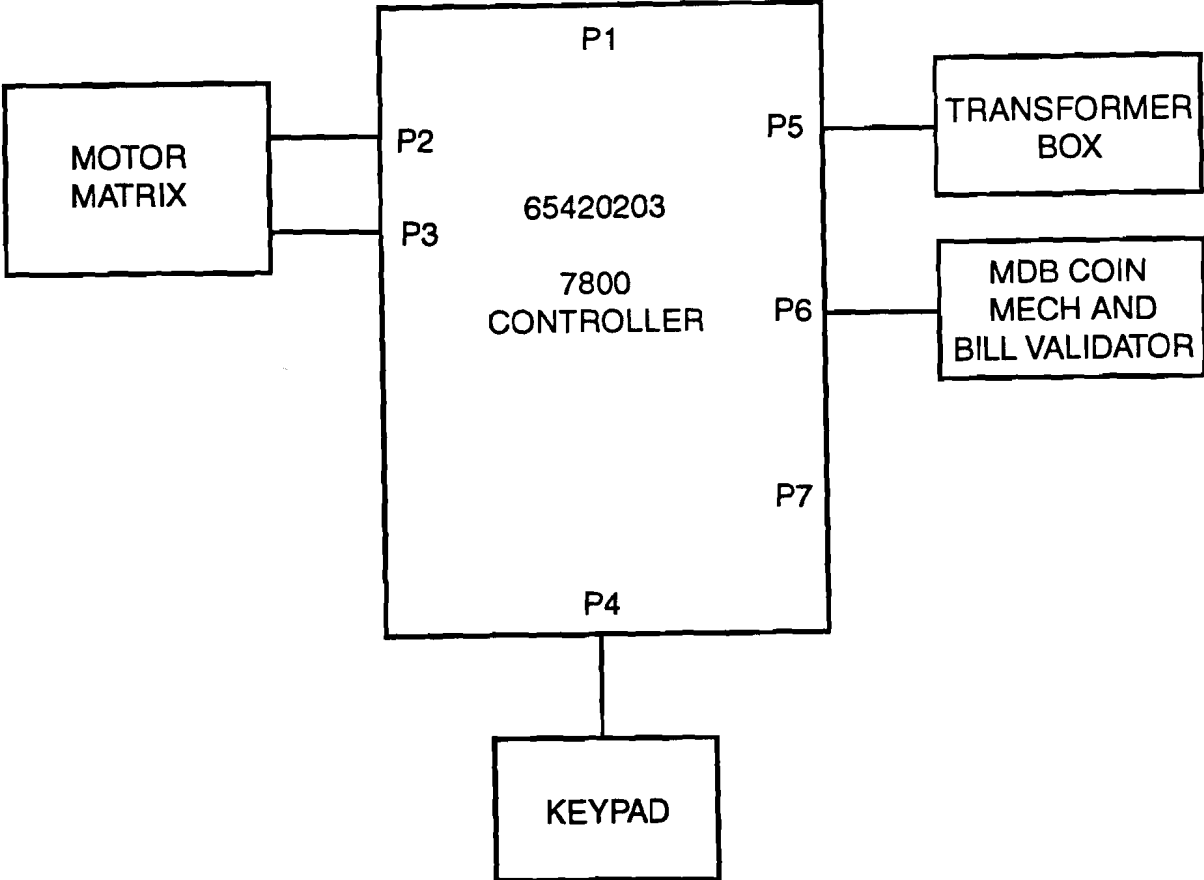 P1
MOTOR
MATRIX
P2
P3
65420203
7800
CONTROLLER
P5
TRANSFORMER
BOX
P6
MDB COIN
MECH AND
BILL VALIDATOR
P7
P4
KEYPAD